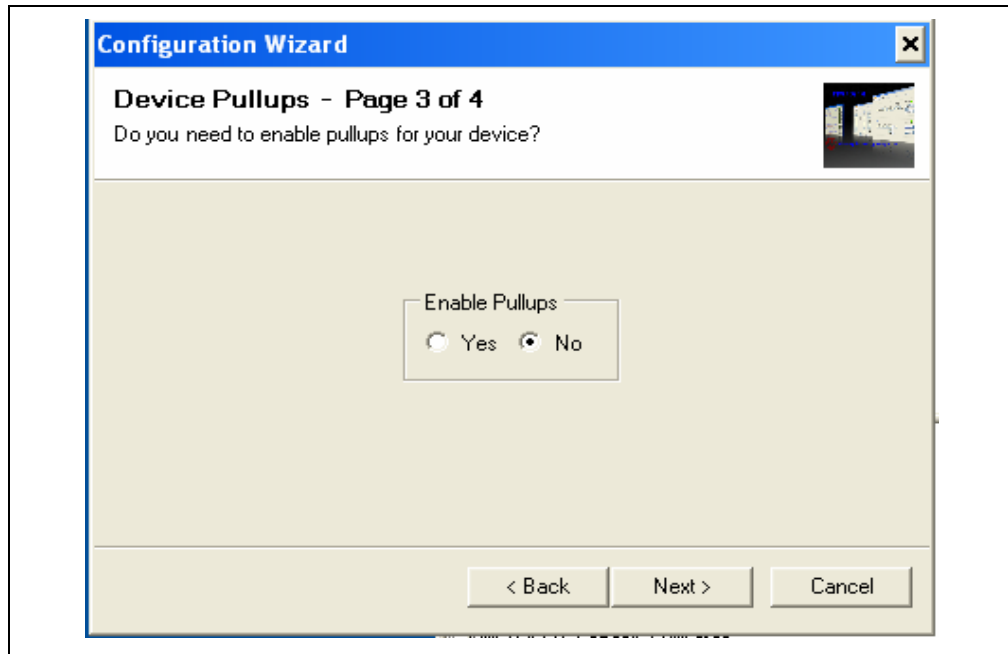 Configuration Wizard
Device Pullups - Page 3 of 4
Do you need to enable pullups for your device?
Enable Pullups
Yes No
< Back Next > Cancel